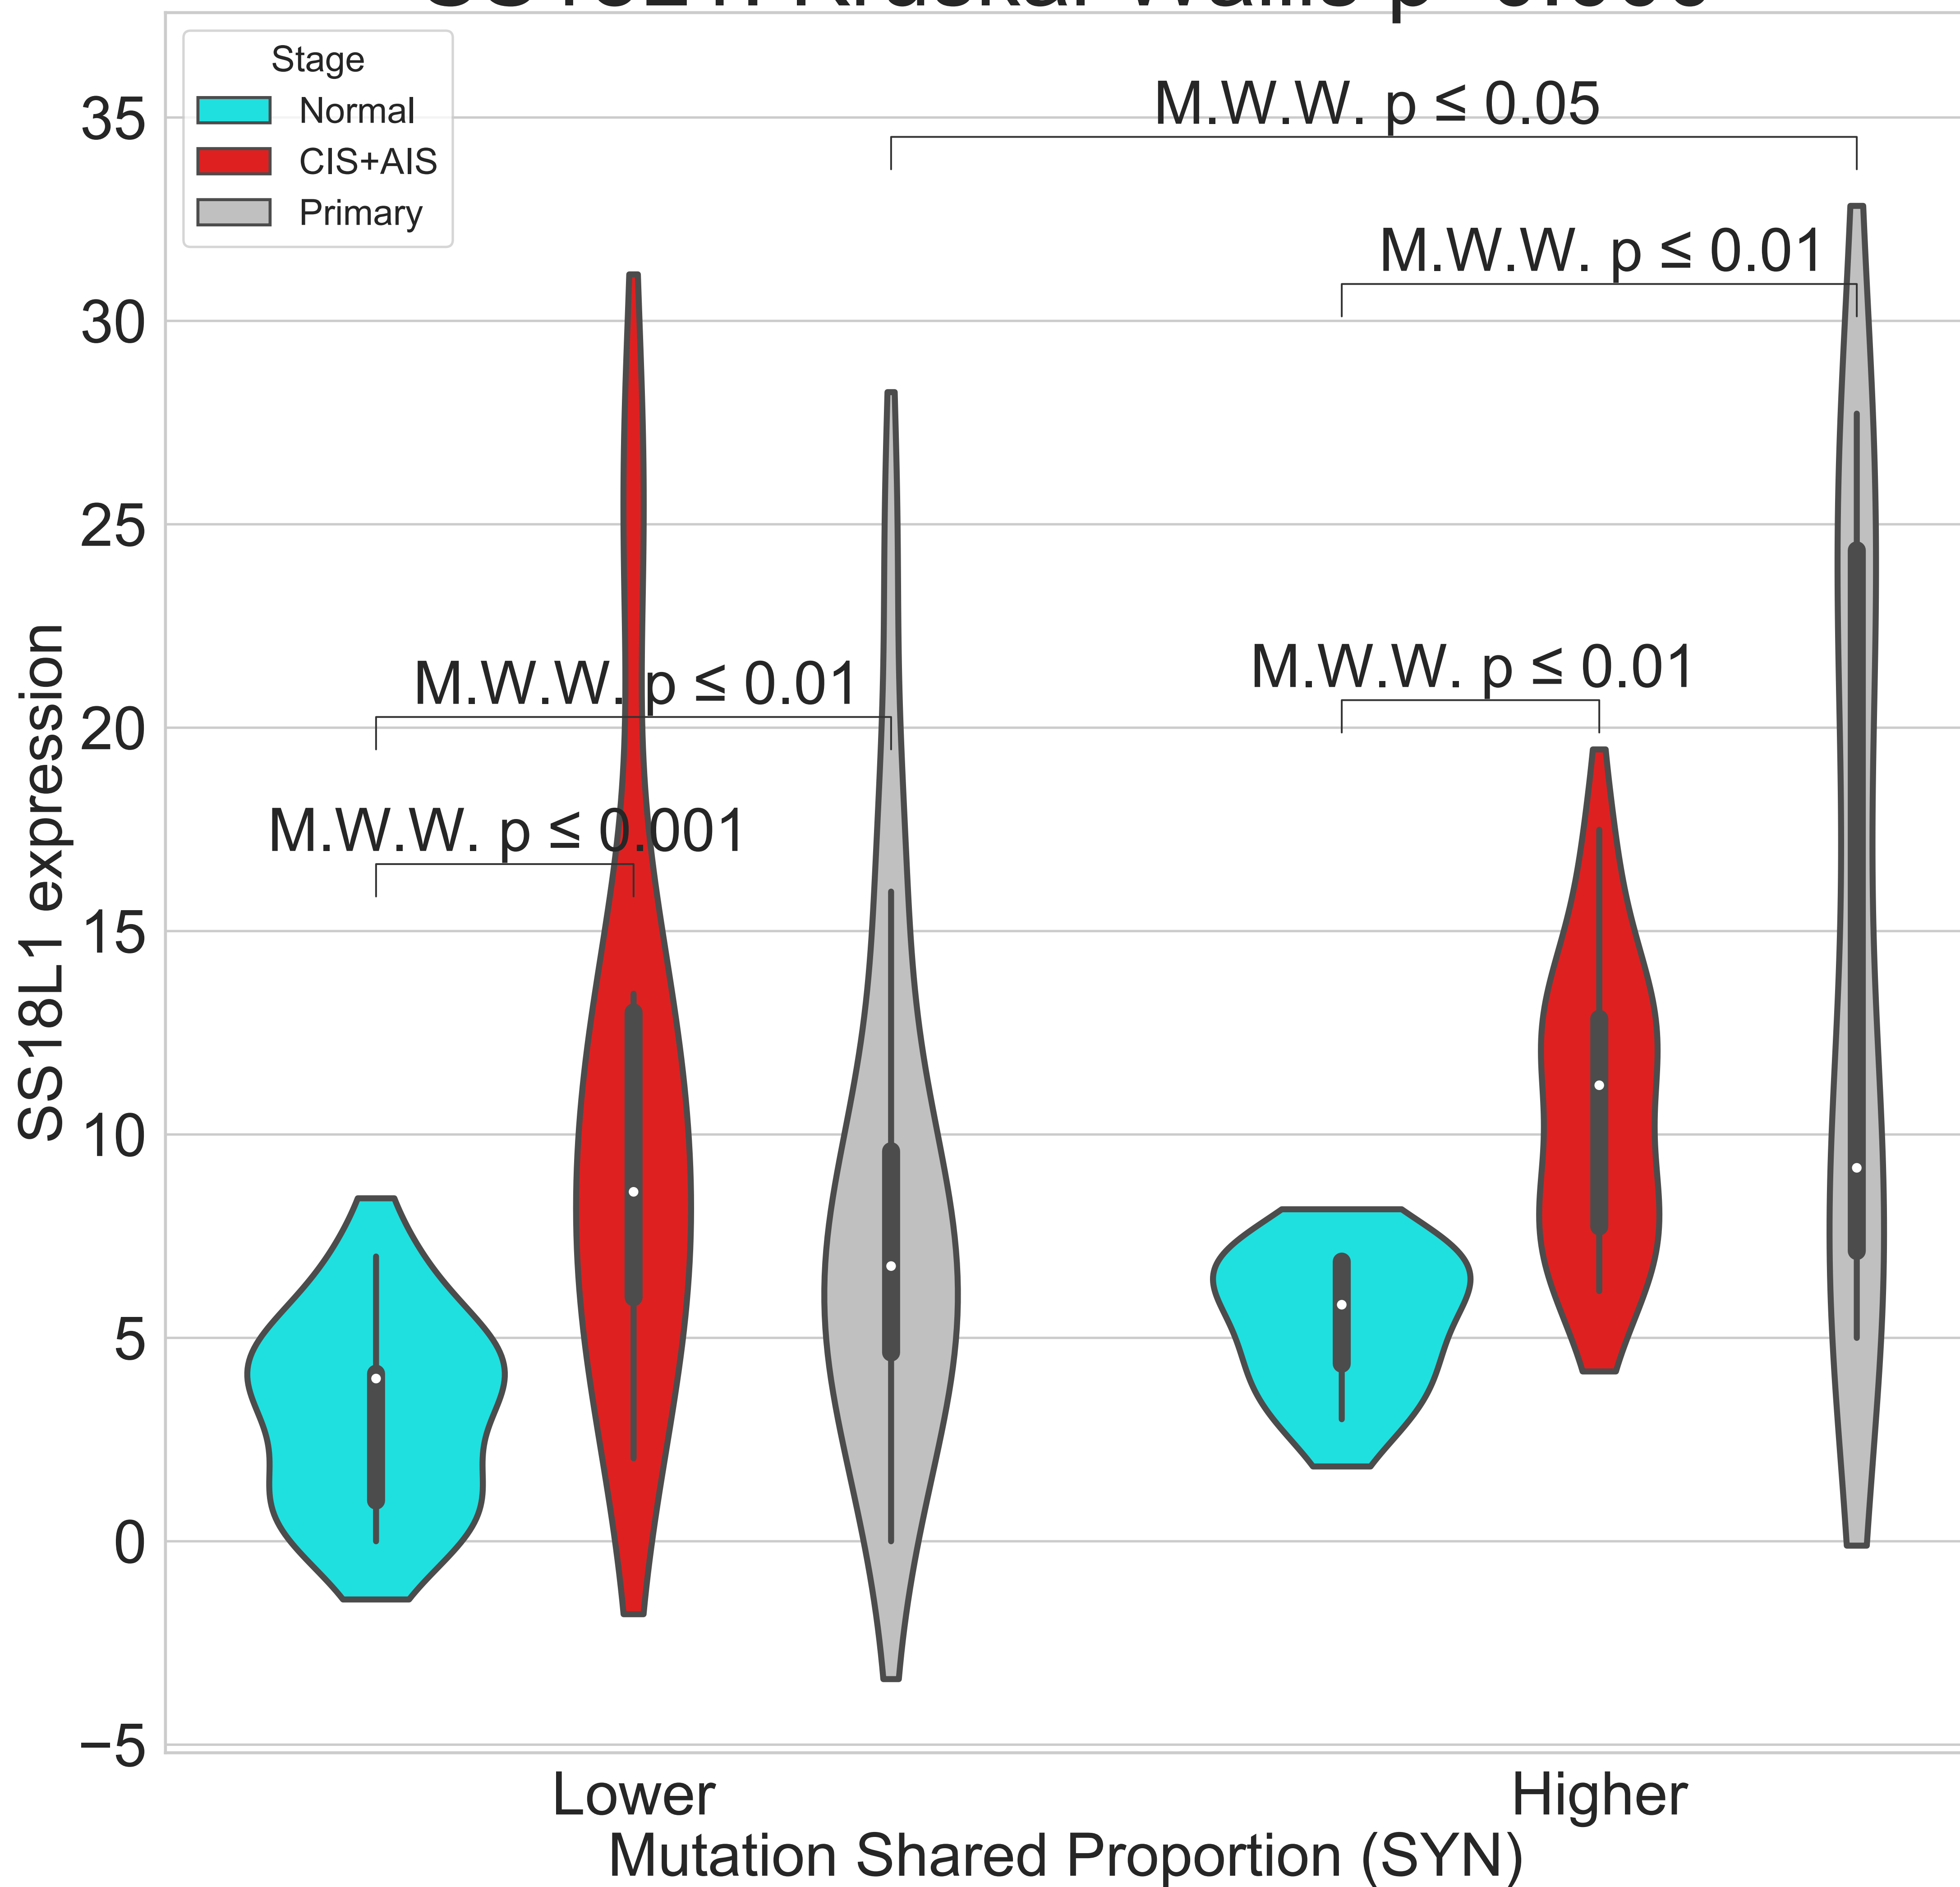 Stage
Normal
CIS+AIS
Primary
M.W.W. p ≤ 0.05
M.W.W. p ≤ 0.01
M.W.W. p ≤ 0.01
M.W.W. p ≤ 0.01
M.W.W. p ≤ 0.001
35
30
25
20
15
10
5
0
−5
SS18L1 expression
Lower
Higher
Mutation Shared Proportion (SYN)